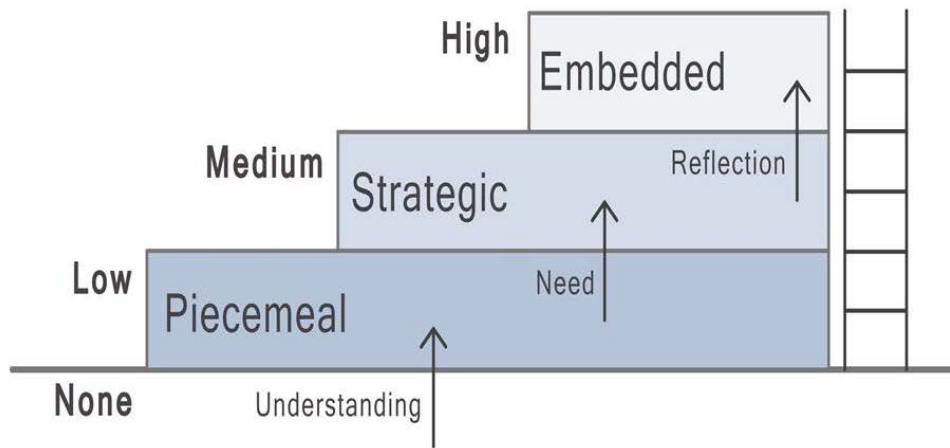 High
Embedded
Medium
Reflection
Strategic
Low
Need
Piecemeal
None
Understanding